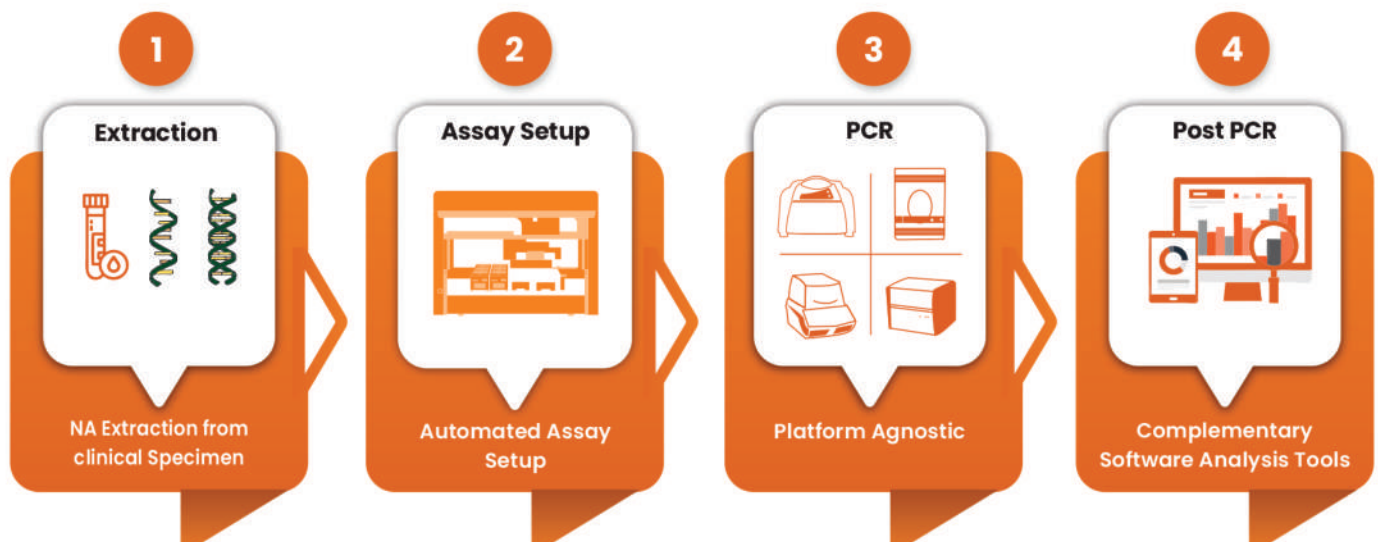 1
Extraction
NA Extraction from
clinical Specimen
2
Assay Setup
Automated Assay
Setup
3
PCR
Platform Agnostic
4
Post PCR
Complementary
Software Analysis Tools